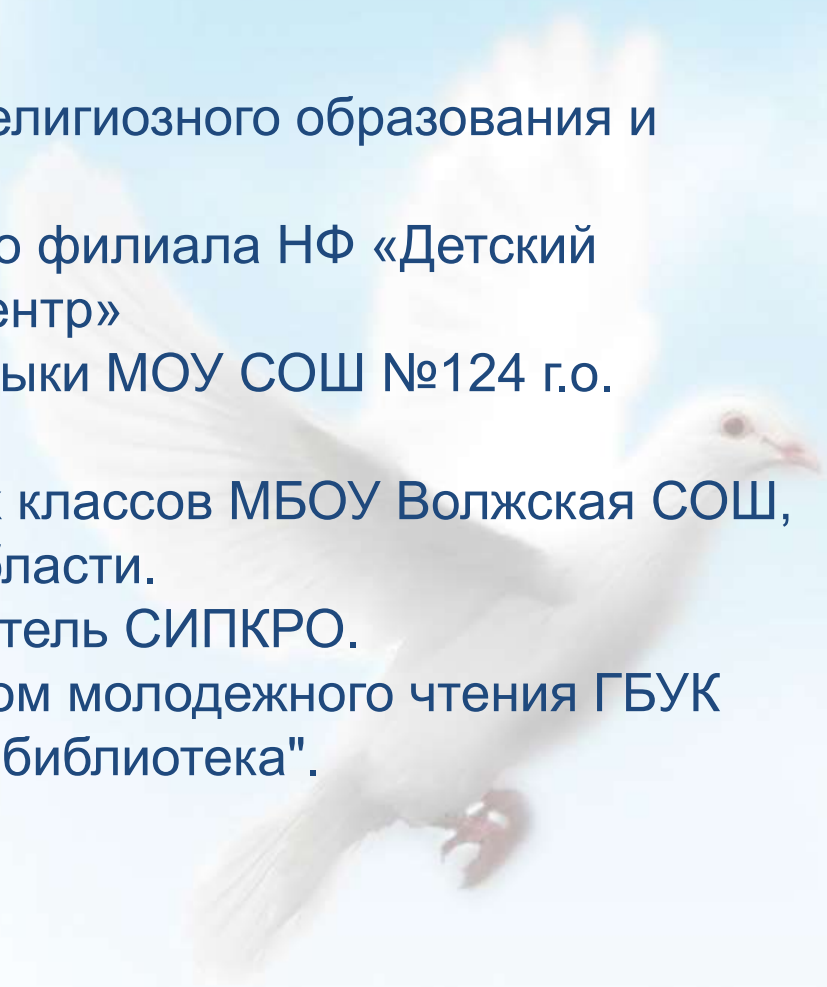 елигиозного образования и
о филиала НФ «Детский
ентр»
ыки МОУ СОШ №124 г.о.
х классов МБОУ Волжская СОШ,
бласти.
тель СИПКРО.
ом молодежного чтения ГБУК
библиотека".